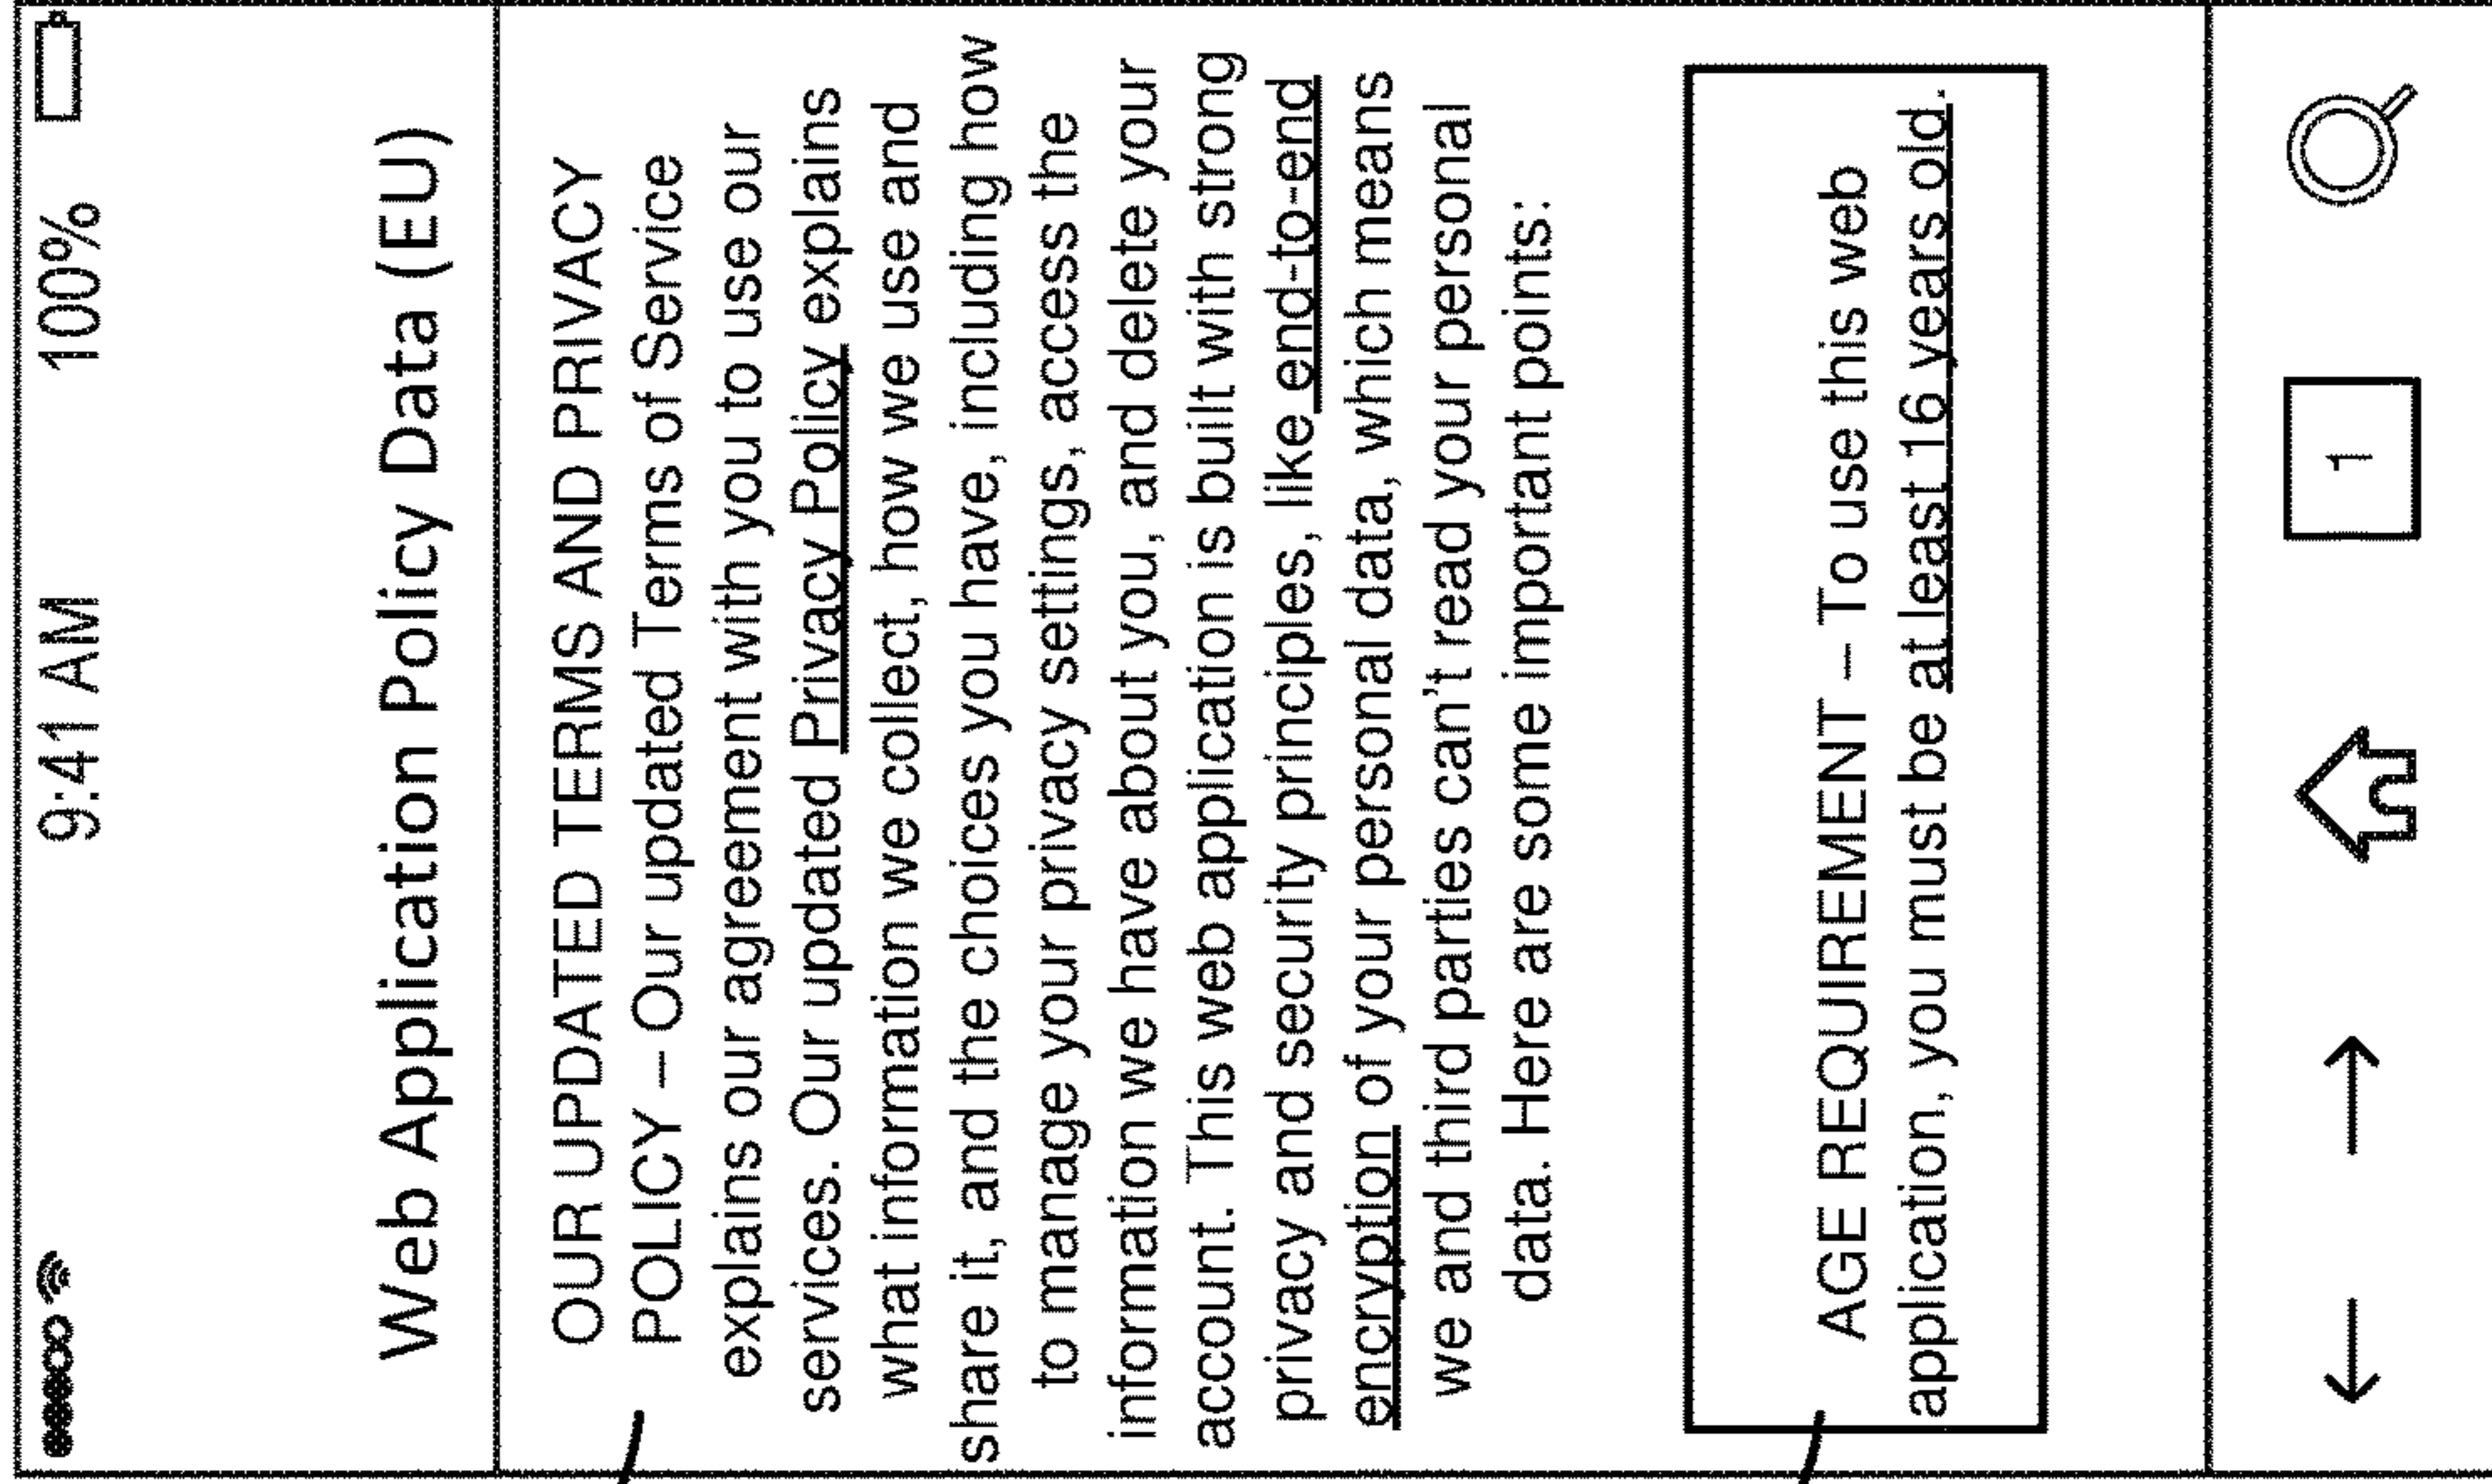 9:41 AM 100%
Web Application Policy Data (EU)
OUR UPDATED TERMS AND PRIVACY
POLICY – Our updated Terms of Service
explains our agreement with you to use our
services. Our updated Privacy Policy explains
what information we collect, how we use and
share it, and the choices you have, including how
to manage your privacy settings, access the
information we have about you, and delete your
account. This web application is built with strong
privacy and security principles, like end-to-end
encryption of your personal data, which means
we and third parties can't read your personal
data. Here are some important points:
AGE REQUIREMENT – To use this web
application, you must be at least 16 years old.
1